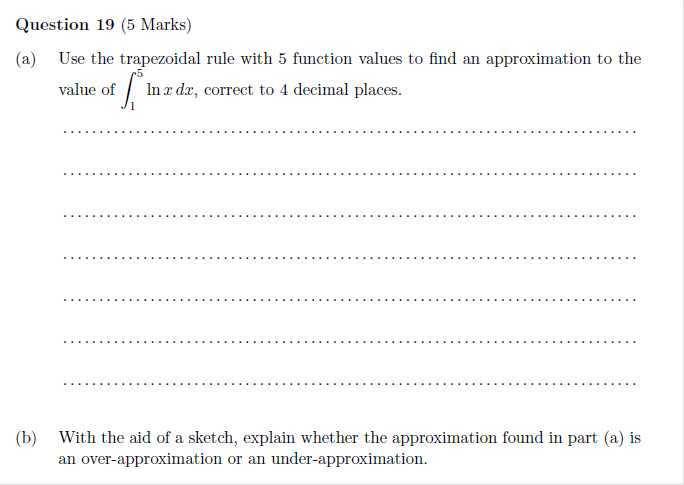 Question 19 (5 Marks)
(a) Use the trapezoidal rule with 5 function values to find an approximation to the
value of ∫₁⁵ ln x dx, correct to 4 decimal places.
(b) With the aid of a sketch, explain whether the approximation found in part (a) is
an over-approximation or an under-approximation.